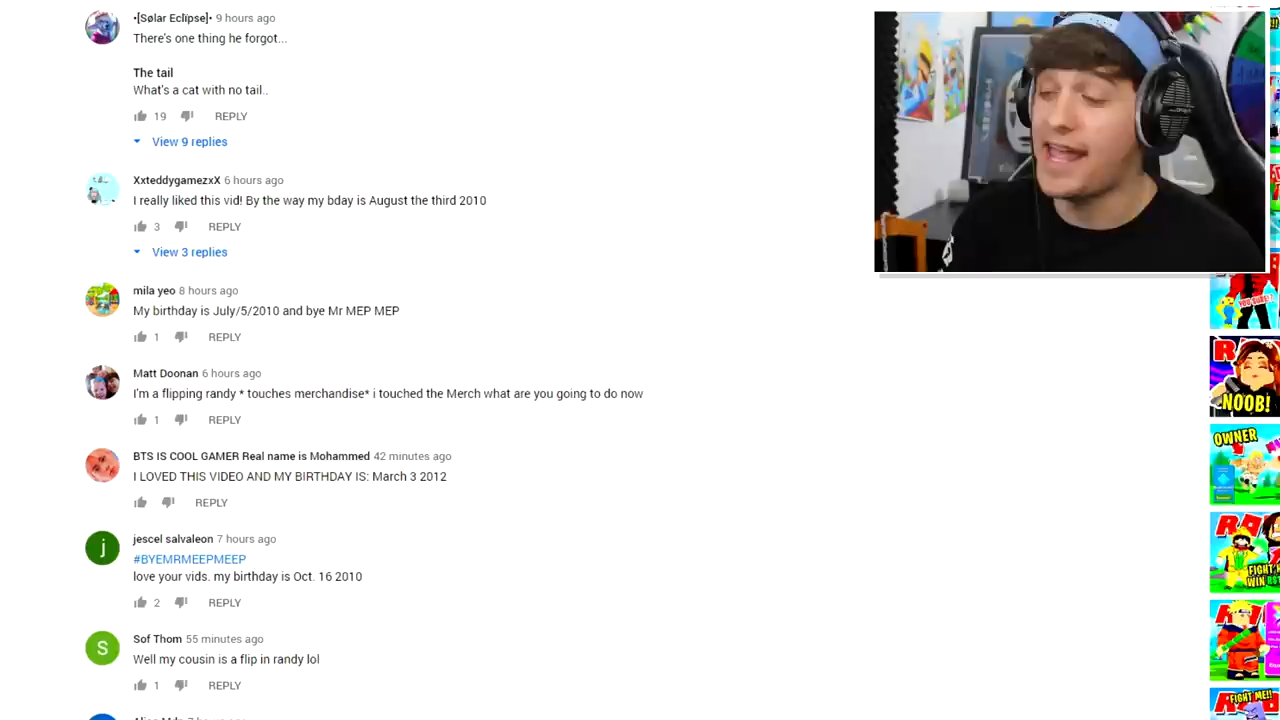 •[Sølar Eclïpse]• 9 hours ago
There's one thing he forgot...
The tail
What's a cat with no tail..
19 REPLY
View 9 replies
XxteddygamezxX 6 hours ago
I really liked this vid! By the way my bday is August the third 2010
3 REPLY
View 3 replies
mila yeo 8 hours ago
My birthday is July/5/2010 and bye Mr MEP MEP
1 REPLY
Matt Doonan 6 hours ago
I'm a flipping randy * touches merchandise* i touched the Merch what are you going to do now
1 REPLY
BTS IS COOL GAMER Real name is Mohammed 42 minutes ago
I LOVED THIS VIDEO AND MY BIRTHDAY IS: March 3 2012
REPLY
jescel salvaleon 7 hours ago
#BYEMRMEEPMEEP
love your vids. my birthday is Oct. 16 2010
2 REPLY
Sof Thom 55 minutes ago
Well my cousin is a flip in randy lol
1 REPLY
j
S
YOU SURE?
NOOB!
OWNER
FIGHT
WIN
FIGHT ME!!